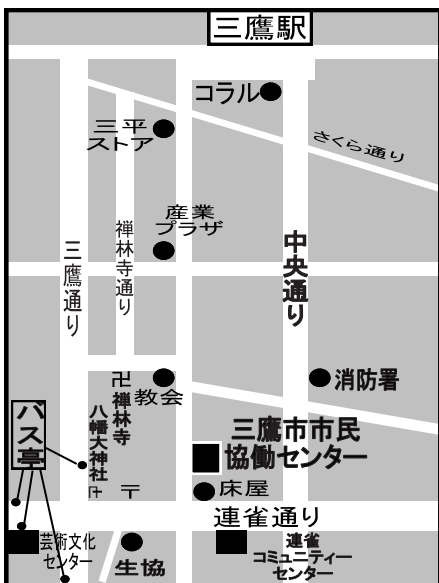 三鷹駅
コラル
三平
ストア
さくら通り
産業
プラザ
禅林寺通り
三鷹通り
中央通り
卍
禅林寺
教会
消防署
八幡大神社
バス亭
三鷹市市民
協働センター
〒
床屋
連雀通り
芸術文化
センター
生協
連雀
コミュニティー
センター